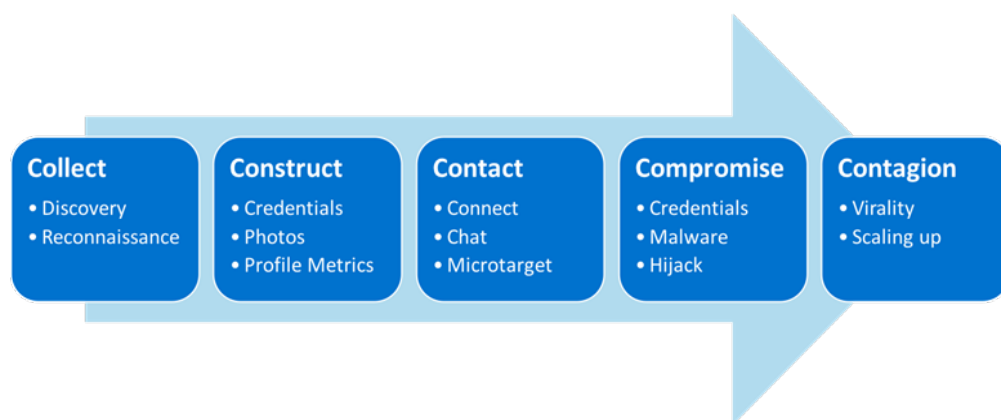 Collect
• Discovery
• Reconnaissance
Construct
• Credentials
• Photos
• Profile Metrics
Contact
• Connect
• Chat
• Microtarget
Compromise
• Credentials
• Malware
• Hijack
Contagion
• Virality
• Scaling up